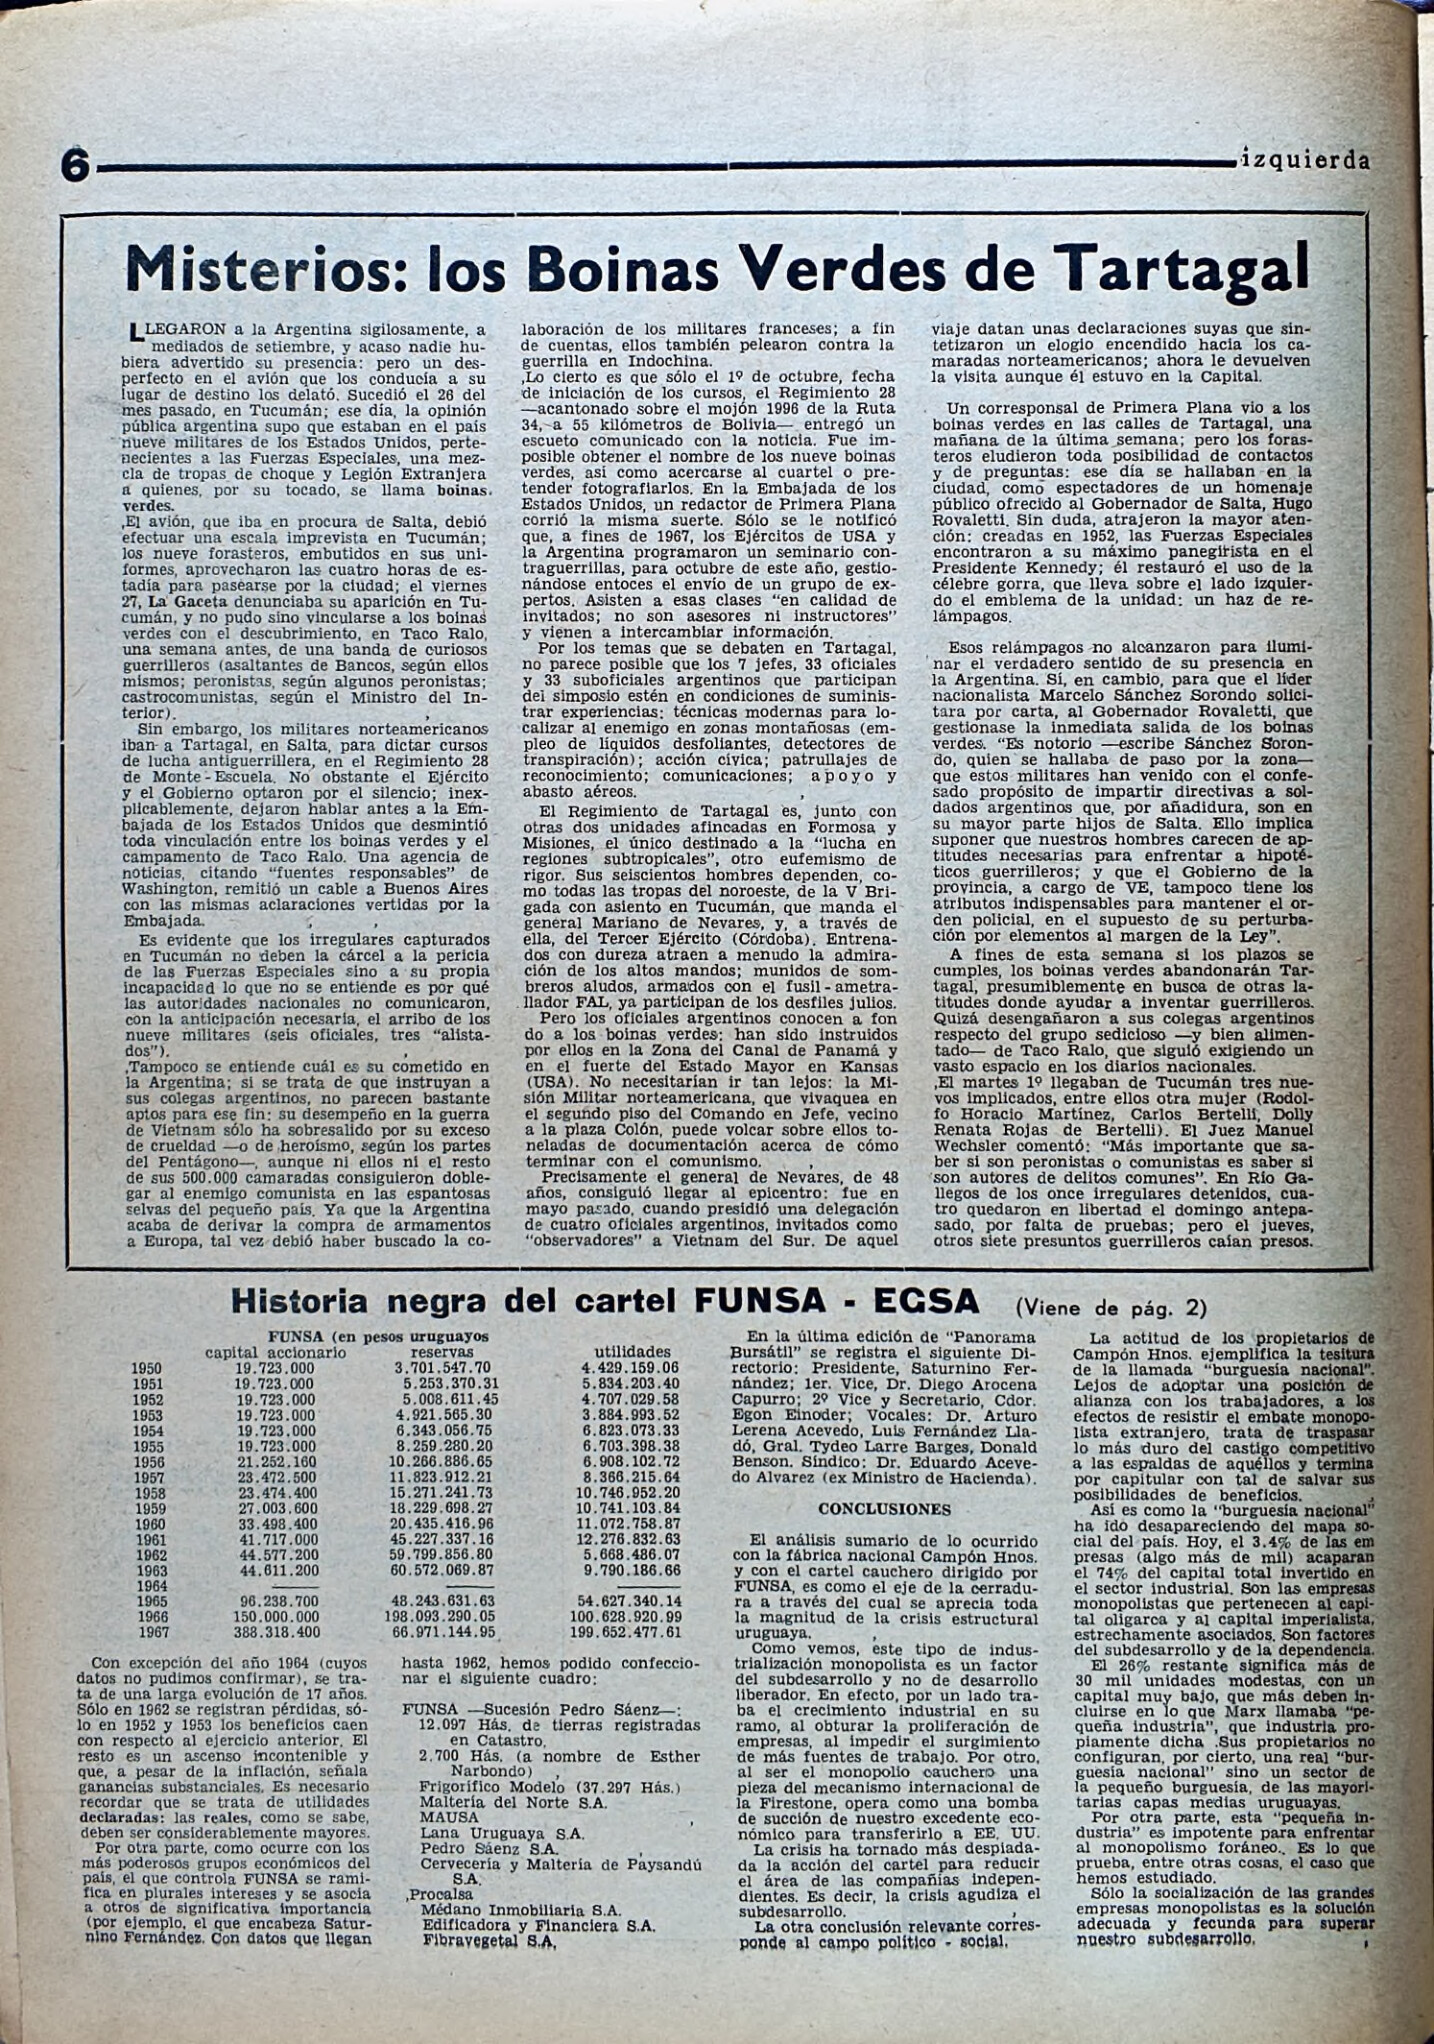 6
izquierda
Misterios: los Boinas Verdes de Tartagal
LLEGARON a la Argentina sigilosamente, a
mediados de setiembre, y acaso nadie hu-
biera advertido su presencia: pero un des-
perfecto en el avión que los conducía a su
lugar de destino los delató. Sucedió el 26 del
mes pasado, en Tucumán; ese día, la opinión
pública argentina supo que estaban en el país
nueve militares de los Estados Unidos, perte-
necientes a las Fuerzas Especiales, una mez-
cla de tropas de choque y Legión Extranjera
a quienes, por su tocado, se llama boinas.
verdes.
El avión, que iba en procura de Salta, debió
efectuar una escala imprevista en Tucumán;
los nueve forasteros, embutidos en sus uni-
formes, aprovecharon las cuatro horas de es-
tadía para pasearse por la ciudad; el viernes
27, La Gaceta denunciaba su aparición en Tu-
cumán, y no pudo sino vincularse a los boinas
verdes con el descubrimiento, en Taco Ralo,
una semana antes, de una banda de curiosos
guerrilleros (asaltantes de Bancos, según ellos
mismos; peronistas, según algunos peronistas;
castrocomunistas, según el Ministro del In-
terior).
Sin embargo, los militares norteamericanos
iban a Tartagal, en Salta, para dictar cursos
de lucha antiguerrillera, en el Regimiento 28
de Monte-Escuela. No obstante el Ejército
y el Gobierno optaron por el silencio; inex-
plicablemente, dejaron hablar antes a la Em-
bajada de los Estados Unidos que desmintió
toda vinculación entre los boinas verdes y el
campamento de Taco Ralo. Una agencia de
noticias, citando "fuentes responsables" de
Washington, remitió un cable a Buenos Aires
con las mismas aclaraciones vertidas por la
Embajada.
Es evidente que los irregulares capturados
en Tucumán no deben la cárcel a la pericia
de las Fuerzas Especiales sino a su propia
incapacidad lo que no se entiende es por qué
las autoridades nacionales no comunicaron,
con la anticipación necesaria, el arribo de los
nueve militares (seis oficiales, tres "alista-
dos").
Tampoco se entiende cuál es su cometido en
la Argentina; si se trata de que instruyan a
sus colegas argentinos, no parecen bastante
aptos para ese fin: su desempeño en la guerra
de Vietnam sólo ha sobresalido por su exceso
de crueldad —o de heroísmo, según los partes
del Pentágono—, aunque ni ellos ni el resto
de sus 500.000 camaradas consiguieron doble-
gar al enemigo comunista en las espantosas
selvas del pequeño país. Ya que la Argentina
acaba de derivar la compra de armamentos
a Europa, tal vez debió haber buscado la co-
laboración de los militares franceses; a fin
de cuentas, ellos también pelearon contra la
guerrilla en Indochina.
Lo cierto es que sólo el 1º de octubre, fecha
de iniciación de los cursos, el Regimiento 28
—acantonado sobre el mojón 1996 de la Ruta
34, a 55 kilómetros de Bolivia— entregó un
escueto comunicado con la noticia. Fue im-
posible obtener el nombre de los nueve boinas
verdes, así como acercarse al cuartel o pre-
tender fotografiarlos. En la Embajada de los
Estados Unidos, un redactor de Primera Plana
corrió la misma suerte. Sólo se le notificó
que, a fines de 1967, los Ejércitos de USA y
la Argentina programaron un seminario con-
traguerrillas, para octubre de este año, gestio-
nándose entoces el envío de un grupo de ex-
pertos. Asisten a esas clases "en calidad de
invitados; no son asesores ni instructores"
y vienen a intercambiar información.
Por los temas que se debaten en Tartagal,
no parece posible que los 7 jefes, 33 oficiales
y 33 suboficiales argentinos que participan
del simposio estén en condiciones de suminis-
trar experiencias: técnicas modernas para lo-
calizar al enemigo en zonas montañosas (em-
pleo de líquidos desfoliantes, detectores de
transpiración); acción cívica; patrullajes de
reconocimiento; comunicaciones; apoyo y
abasto aéreos.
El Regimiento de Tartagal es, junto con
otras dos unidades afincadas en Formosa y
Misiones, el único destinado a la "lucha en
regiones subtropicales", otro eufemismo de
rigor. Sus seiscientos hombres dependen, co-
mo todas las tropas del noroeste, de la V Bri-
gada con asiento en Tucumán, que manda el
general Mariano de Nevares, y, a través de
ella, del Tercer Ejército (Córdoba). Entrena-
dos con dureza atraen a menudo la admira-
ción de los altos mandos; munidos de som-
breros aludos, armados con el fusil-ametra-
llador FAL, ya participan de los desfiles julios.
Pero los oficiales argentinos conocen a fon
do a los boinas verdes: han sido instruidos
por ellos en la Zona del Canal de Panamá y
en el fuerte del Estado Mayor en Kansas
(USA). No necesitarían ir tan lejos: la Mi-
sión Militar norteamericana, que vivaquea en
el segundo piso del Comando en Jefe, vecino
a la plaza Colón, puede volcar sobre ellos to-
neladas de documentación acerca de cómo
terminar con el comunismo.
Precisamente el general de Nevares, de 48
años, consiguió llegar al epicentro: fue en
mayo pasado, cuando presidió una delegación
de cuatro oficiales argentinos, invitados como
"observadores" a Vietnam del Sur. De aquel
viaje datan unas declaraciones suyas que sin-
tetizaron un elogio encendido hacia los ca-
maradas norteamericanos; ahora le devuelven
la visita aunque él estuvo en la Capital.
Un corresponsal de Primera Plana vio a los
boinas verdes en las calles de Tartagal, una
mañana de la última semana; pero los foras-
teros eludieron toda posibilidad de contactos
y de preguntas: ese día se hallaban en la
ciudad, como espectadores de un homenaje
público ofrecido al Gobernador de Salta, Hugo
Rovaletti. Sin duda, atrajeron la mayor aten-
ción: creadas en 1952, las Fuerzas Especiales
encontraron a su máximo panegirista en el
Presidente Kennedy; él restauró el uso de la
célebre gorra, que lleva sobre el lado izquier-
do el emblema de la unidad: un haz de re-
lámpagos.
Esos relámpagos no alcanzaron para ilumi-
nar el verdadero sentido de su presencia en
la Argentina. Sí, en cambio, para que el líder
nacionalista Marcelo Sánchez Sorondo solici-
tara por carta, al Gobernador Rovaletti, que
gestionase la inmediata salida de los boinas
verdes. "Es notorio —escribe Sánchez Soron-
do, quien se hallaba de paso por la zona—
que estos militares han venido con el confe-
sado propósito de impartir directivas a sol-
dados argentinos que, por añadidura, son en
su mayor parte hijos de Salta. Ello implica
suponer que nuestros hombres carecen de ap-
titudes necesarias para enfrentar a hipoté-
ticos guerrilleros; y que el Gobierno de la
provincia, a cargo de VE, tampoco tiene los
atributos indispensables para mantener el or-
den policial, en el supuesto de su perturba-
ción por elementos al margen de la Ley".
A fines de esta semana si los plazos se
cumples, los boinas verdes abandonarán Tar-
tagal, presumiblemente en busca de otras la-
titudes donde ayudar a inventar guerrilleros.
Quizá desengañaron a sus colegas argentinos
respecto del grupo sedicioso —y bien alimen-
tado— de Taco Ralo, que siguió exigiendo un
vasto espacio en los diarios nacionales.
El martes 1º llegaban de Tucumán tres nue-
vos implicados, entre ellos otra mujer (Rodol-
fo Horacio Martínez, Carlos Bertelli, Dolly
Renata Rojas de Bertelli). El Juez Manuel
Wechsler comentó: "Más importante que sa-
ber si son peronistas o comunistas es saber si
son autores de delitos comunes". En Río Ga-
llegos de los once irregulares detenidos, cua-
tro quedaron en libertad el domingo antepa-
sado, por falta de pruebas; pero el jueves,
otros siete presuntos guerrilleros caían presos.
Historia negra del cartel FUNSA - EGSA (Viene de pág. 2)
FUNSA (en pesos uruguayos
capital accionario reservas utilidades
1950 19.723.000 3.701.547.70 4.429.159.06
1951 19.723.000 5.253.370.31 5.834.203.40
1952 19.723.000 5.008.611.45 4.707.029.58
1953 19.723.000 4.921.565.30 3.884.993.52
1954 19.723.000 6.343.056.75 6.823.073.33
1955 19.723.000 8.259.280.20 6.703.398.38
1956 21.252.160 10.266.886.65 6.908.102.72
1957 23.472.500 11.823.912.21 8.366.215.64
1958 23.474.400 15.271.241.73 10.746.952.20
1959 27.003.600 18.229.698.27 10.741.103.84
1960 33.498.400 20.435.416.96 11.072.758.87
1961 41.717.000 45.227.337.16 12.276.832.63
1962 44.577.200 59.799.856.80 5.668.486.07
1963 44.611.200 60.572.069.87 9.790.186.66
1964 —— —— ——
1965 96.238.700 48.243.631.63 54.627.340.14
1966 150.000.000 198.093.290.05 100.628.920.99
1967 388.318.400 66.971.144.95 199.652.477.61
Con excepción del año 1964 (cuyos
datos no pudimos confirmar), se tra-
ta de una larga evolución de 17 años.
Sólo en 1962 se registran pérdidas, só-
lo en 1952 y 1953 los beneficios caen
con respecto al ejercicio anterior. El
resto es un ascenso incontenible y
que, a pesar de la inflación, señala
ganancias substanciales. Es necesario
recordar que se trata de utilidades
declaradas: las reales, como se sabe,
deben ser considerablemente mayores.
Por otra parte, como ocurre con los
más poderosos grupos económicos del
país, el que controla FUNSA se rami-
fica en plurales intereses y se asocia
a otros de significativa importancia
(por ejemplo, el que encabeza Satur-
nino Fernández. Con datos que llegan
hasta 1962, hemos podido confeccio-
nar el siguiente cuadro:
FUNSA —Sucesión Pedro Sáenz—:
12.097 Hás. de tierras registradas
en Catastro,
2.700 Hás. (a nombre de Esther
Narbondo)
Frigorífico Modelo (37.297 Hás.)
Maltería del Norte S.A.
MAUSA
Lana Uruguaya S.A.
Pedro Sáenz S.A.
Cervecería y Maltería de Paysandú
S.A.
Procalsa
Médano Inmobiliaria S.A.
Edificadora y Financiera S.A.
Fibravegetal S.A.
En la última edición de "Panorama
Bursátil" se registra el siguiente Di-
rectorio: Presidente, Saturnino Fer-
nández; 1er. Vice, Dr. Diego Arocena
Capurro; 2º Vice y Secretario, Cdor.
Egon Einoder; Vocales: Dr. Arturo
Lerena Acevedo, Luis Fernández Lla-
dó, Gral. Tydeo Larre Barges, Donald
Benson. Síndico: Dr. Eduardo Aceve-
do Alvarez (ex Ministro de Hacienda).
CONCLUSIONES
El análisis sumario de lo ocurrido
con la fábrica nacional Campón Hnos.
y con el cartel cauchero dirigido por
FUNSA, es como el eje de la cerradu-
ra a través del cual se aprecia toda
la magnitud de la crisis estructural
uruguaya.
Como vemos, este tipo de indus-
trialización monopolista es un factor
del subdesarrollo y no de desarrollo
liberador. En efecto, por un lado tra-
ba el crecimiento industrial en su
ramo, al obturar la proliferación de
empresas, al impedir el surgimiento
de más fuentes de trabajo. Por otro,
al ser el monopolio cauchero una
pieza del mecanismo internacional de
la Firestone, opera como una bomba
de succión de nuestro excedente eco-
nómico para transferirlo a EE. UU.
La crisis ha tornado más despiada-
da la acción del cartel para reducir
el área de las compañías indepen-
dientes. Es decir, la crisis agudiza el
subdesarrollo.
La otra conclusión relevante corres-
ponde al campo político - social.
La actitud de los propietarios de
Campón Hnos. ejemplifica la tesitura
de la llamada "burguesía nacional".
Lejos de adoptar una posición de
alianza con los trabajadores, a los
efectos de resistir el embate monopo-
lista extranjero, trata de traspasar
lo más duro del castigo competitivo
a las espaldas de aquéllos y termina
por capitular con tal de salvar sus
posibilidades de beneficios.
Así es como la "burguesía nacional"
ha ido desapareciendo del mapa so-
cial del país. Hoy, el 3.4% de las em
presas (algo más de mil) acaparan
el 74% del capital total invertido en
el sector industrial. Son las empresas
monopolistas que pertenecen al capi-
tal oligarca y al capital imperialista,
estrechamente asociados. Son factores
del subdesarrollo y de la dependencia.
El 26% restante significa más de
30 mil unidades modestas, con un
capital muy bajo, que más deben in-
cluirse en lo que Marx llamaba "pe-
queña industria", que industria pro-
piamente dicha .Sus propietarios no
configuran, por cierto, una real "bur-
guesía nacional" sino un sector de
la pequeño burguesía, de las mayori-
tarias capas medias uruguayas.
Por otra parte, esta "pequeña in-
dustria" es impotente para enfrentar
al monopolismo foráneo.. Es lo que
prueba, entre otras cosas, el caso que
hemos estudiado.
Sólo la socialización de las grandes
empresas monopolistas es la solución
adecuada y fecunda para superar
nuestro subdesarrollo.